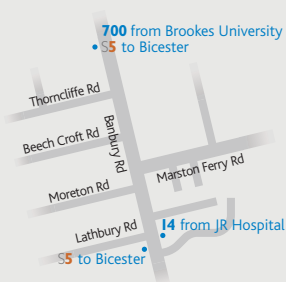 700 from Brookes University
S5 to Bicester
Thorncliffe Rd
Beech Croft Rd
Banbury Rd
Marston Ferry Rd
Moreton Rd
Lathbury Rd
14 from JR Hospital
S5 to Bicester